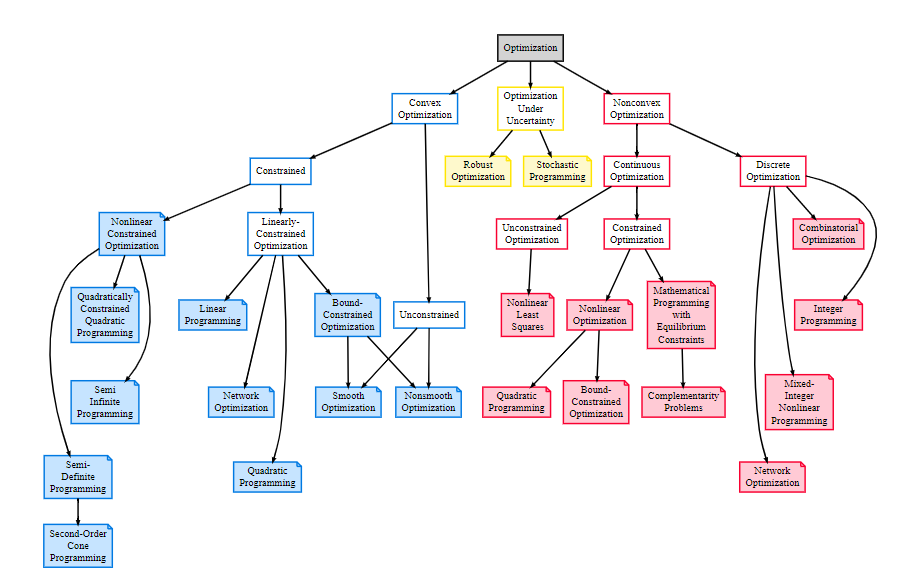 Optimization
Convex
Optimization
Optimization
Under
Uncertainty
Nonconvex
Optimization
Constrained
Robust
Optimization
Stochastic
Programming
Continuous
Optimization
Discrete
Optimization
Nonlinear
Constrained
Optimization
Linearly-
Constrained
Optimization
Unconstrained
Optimization
Constrained
Optimization
Combinatorial
Optimization
Quadratically
Constrained
Quadratic
Programming
Linear
Programming
Bound-
Constrained
Optimization
Unconstrained
Nonlinear
Least
Squares
Nonlinear
Optimization
Mathematical
Programming
with
Equilibrium
Constraints
Integer
Programming
Semi
Infinite
Programming
Network
Optimization
Smooth
Optimization
Nonsmooth
Optimization
Quadratic
Programming
Bound-
Constrained
Optimization
Complementarity
Problems
Mixed-
Integer
Nonlinear
Programming
Semi-
Definite
Programming
Quadratic
Programming
Network
Optimization
Second-Order
Cone
Programming